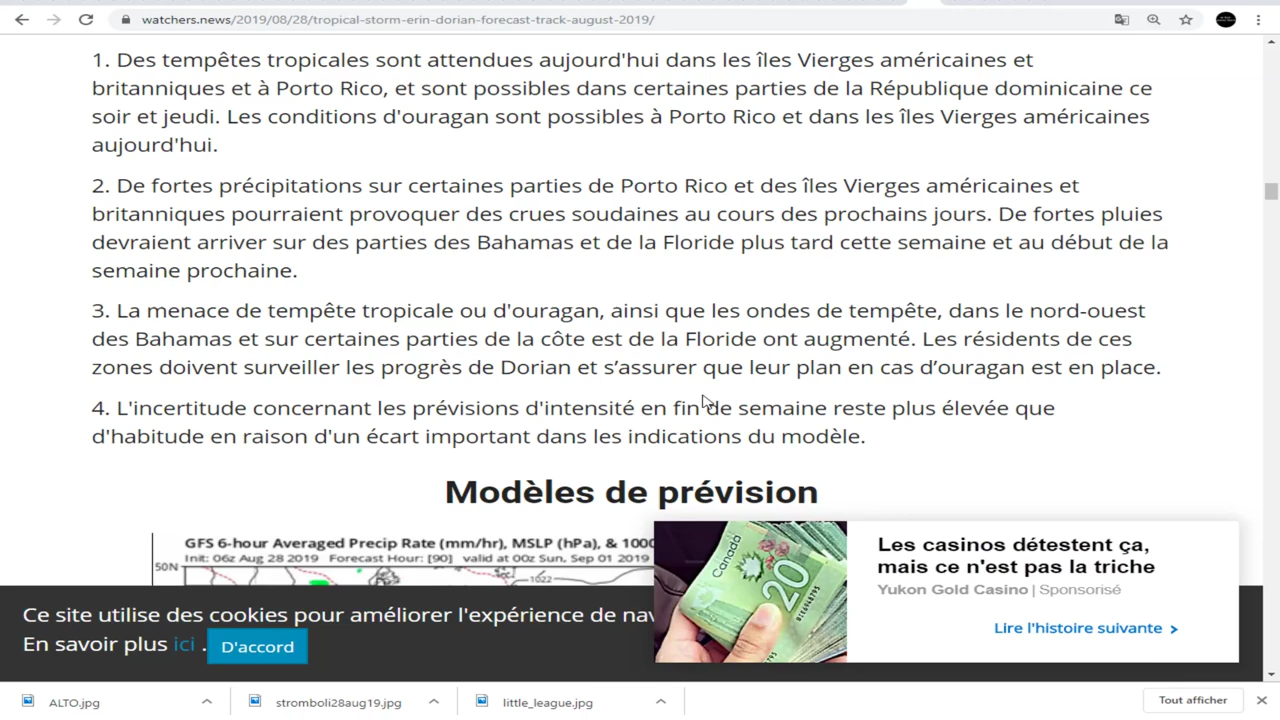 watchers.news/2019/08/28/tropical-storm-erin-dorian-forecast-track-august-2019/
1. Des tempêtes tropicales sont attendues aujourd'hui dans les îles Vierges américaines et
britanniques et à Porto Rico, et sont possibles dans certaines parties de la République dominicaine ce
soir et jeudi. Les conditions d'ouragan sont possibles à Porto Rico et dans les îles Vierges américaines
aujourd'hui.
2. De fortes précipitations sur certaines parties de Porto Rico et des îles Vierges américaines et
britanniques pourraient provoquer des crues soudaines au cours des prochains jours. De fortes pluies
devraient arriver sur des parties des Bahamas et de la Floride plus tard cette semaine et au début de la
semaine prochaine.
3. La menace de tempête tropicale ou d'ouragan, ainsi que les ondes de tempête, dans le nord-ouest
des Bahamas et sur certaines parties de la côte est de la Floride ont augmenté. Les résidents de ces
zones doivent surveiller les progrès de Dorian et s’assurer que leur plan en cas d’ouragan est en place.
4. L'incertitude concernant les prévisions d'intensité en fin de semaine reste plus élevée que
d'habitude en raison d'un écart important dans les indications du modèle.
Modèles de prévision
GFS 6-hour Averaged Precip Rate (mm/hr), MSLP (hPa), & 1000
Init: 06z Aug 28 2019 Forecast Hour: [90] valid at 00z Sun, Sep 01 2019
50N
1022
Canada
20
Les casinos détestent ça,
mais ce n'est pas la triche
Yukon Gold Casino | Sponsorisé
Lire l'histoire suivante
Ce site utilise des cookies pour améliorer l'expérience de nav
En savoir plus ici . D'accord
ALTO.jpg
stromboli28aug19.jpg
little_league.jpg
Tout afficher